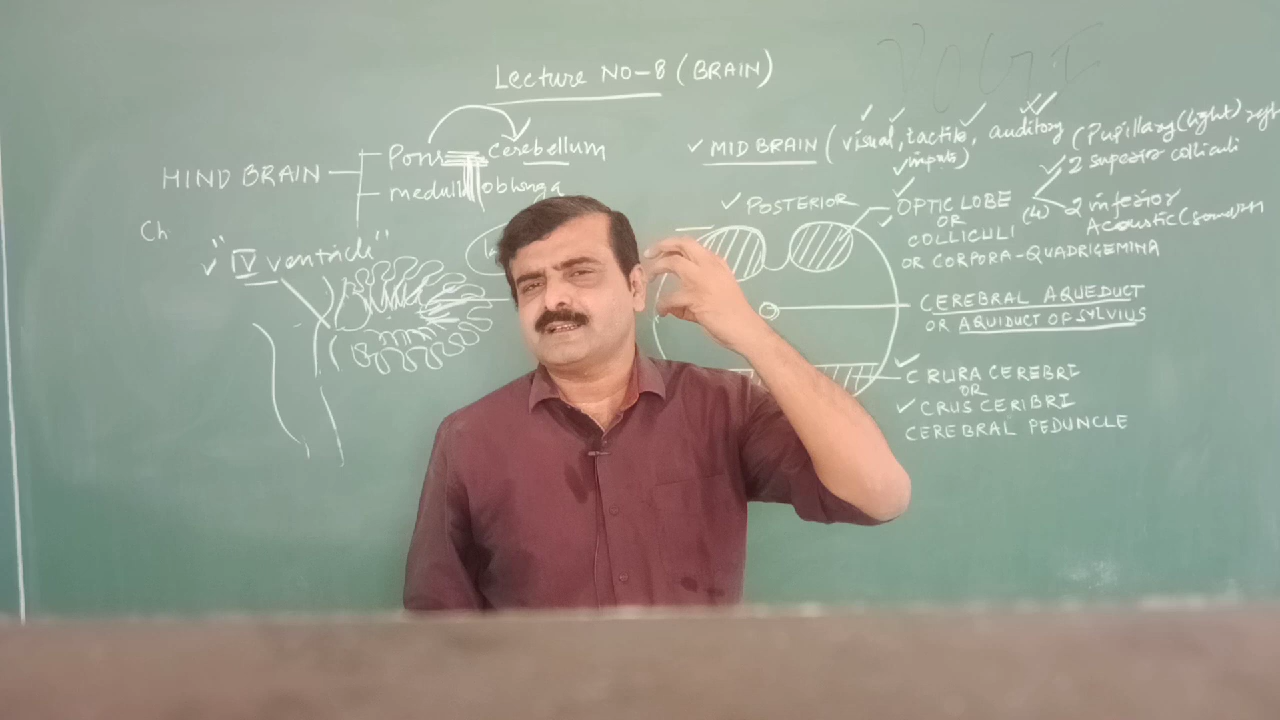 Lecture NO-8 (BRAIN)
HIND BRAIN
Pons
Cerebellum
medulla oblonga
Ch
"IV ventricle"
MID BRAIN (visual, tactile, auditory
inputs)
(Pupillary (light)
2 superior colliculi
POSTERIOR
OPTIC LOBE
OR
COLLICULI (4)
OR CORPORA-QUADRIGEMINA
2 inferior
Acoustic
CEREBRAL AQUEDUCT
OR AQUIDUCT OF SYLVIUS
CRURA CEREBRI
OR
CRUS CERIBRI
CEREBRAL PEDUNCLE